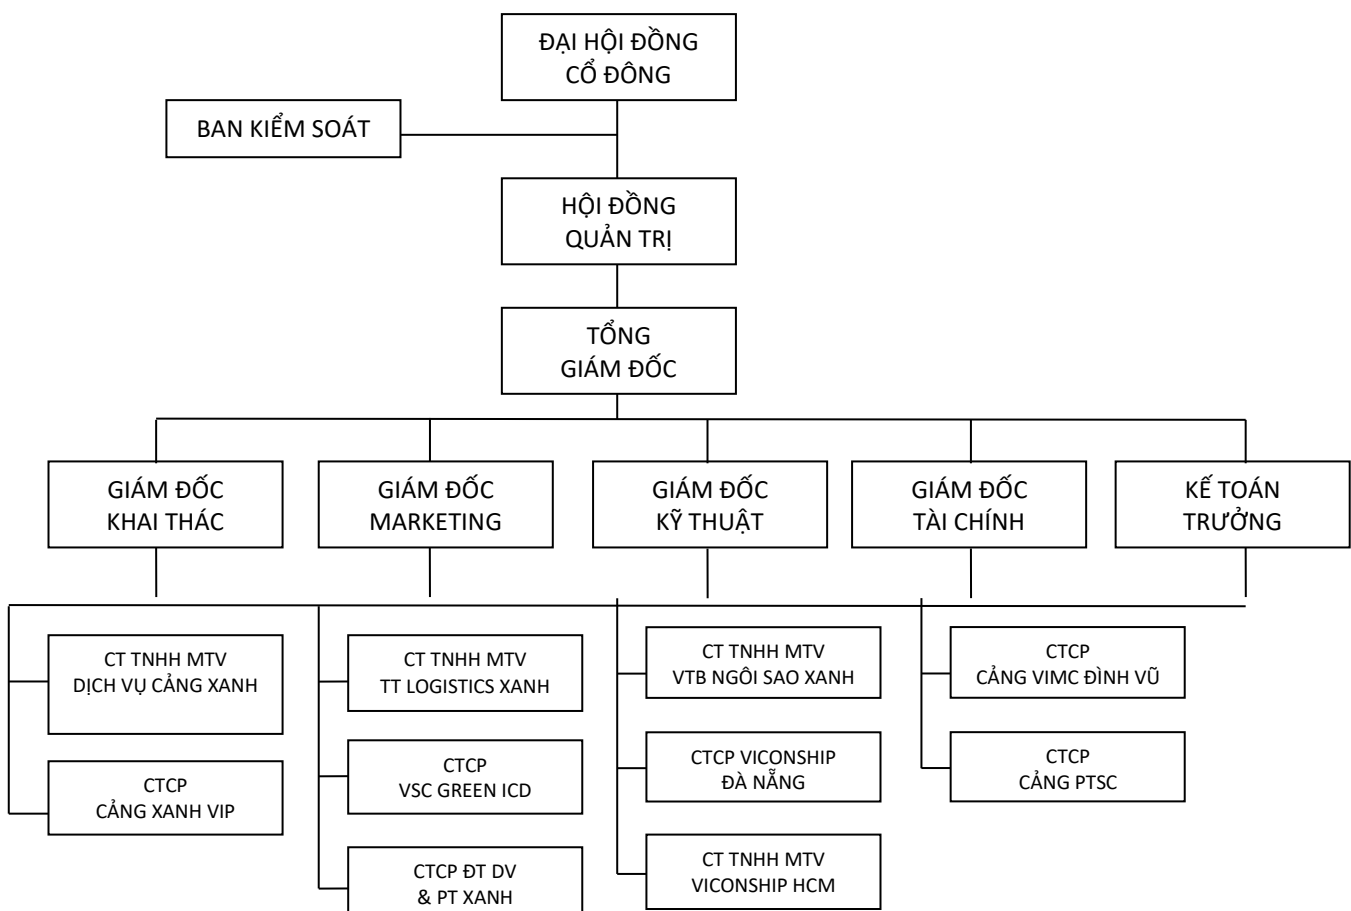 ĐẠI HỘI ĐỒNG
CỔ ĐÔNG
BAN KIỂM SOÁT
HỘI ĐỒNG
QUẢN TRỊ
TỔNG
GIÁM ĐỐC
GIÁM ĐỐC
KHAI THÁC
GIÁM ĐỐC
MARKETING
GIÁM ĐỐC
KỸ THUẬT
GIÁM ĐỐC
TÀI CHÍNH
KẾ TOÁN
TRƯỞNG
CT TNHH MTV
DỊCH VỤ CẢNG XANH
CTCP
CẢNG XANH VIP
CT TNHH MTV
TT LOGISTICS XANH
CTCP
VSC GREEN ICD
CTCP ĐT DV
& PT XANH
CT TNHH MTV
VTB NGÔI SAO XANH
CTCP VICONSHIP
ĐÀ NẴNG
CT TNHH MTV
VICONSHIP HCM
CTCP
CẢNG VIMC ĐÌNH VŨ
CTCP
CẢNG PTSC